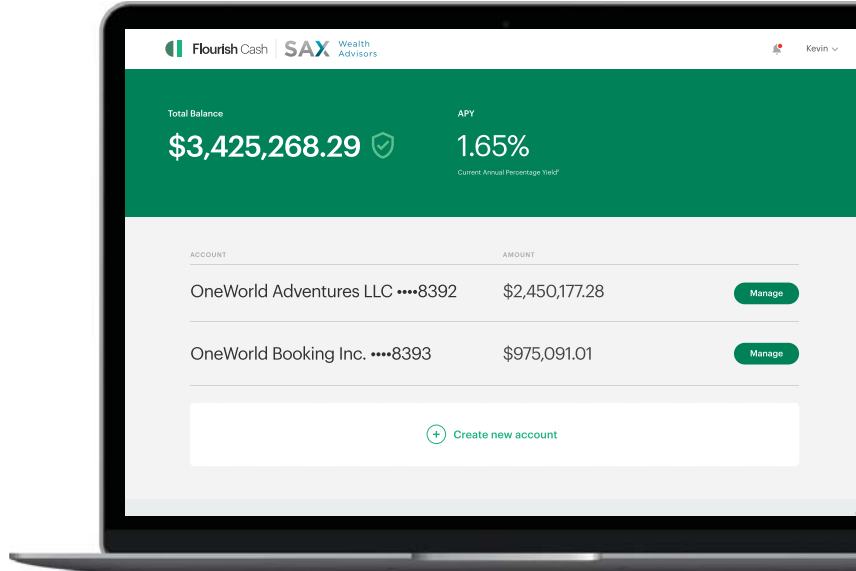 Flourish Cash SAX Wealth Advisors Kevin
Total Balance APY
$3,425,268.29 1.65%
Current Annual Percentage Yield
ACCOUNT AMOUNT
OneWorld Adventures LLC ••••8392 $2,450,177.28 Manage
OneWorld Booking Inc. ••••8393 $975,091.01 Manage
+ Create new account